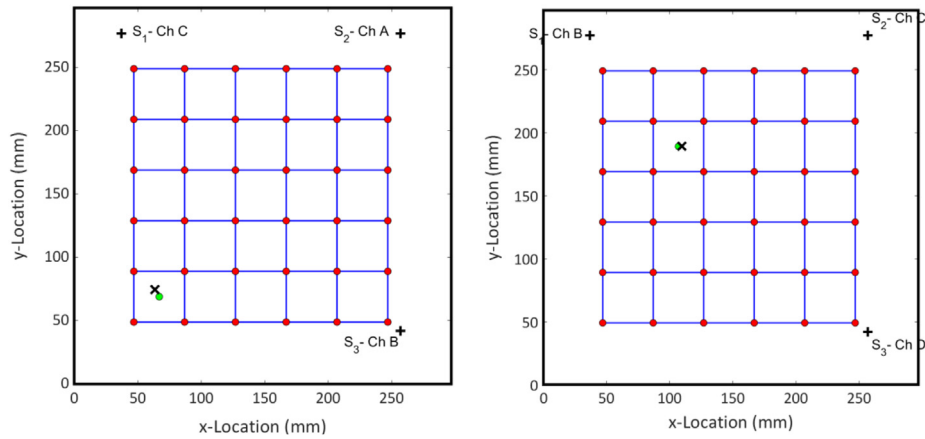 S1- Ch C
S2- Ch A
250
200
150
100
50
0
y-Location (mm)
S3- Ch B
0 50 100 150 200 250
x-Location (mm)
S1- Ch B
S2- Ch C
250
200
150
100
50
0
y-Location (mm)
S3- Ch D
0 50 100 150 200 250
x-Location (mm)